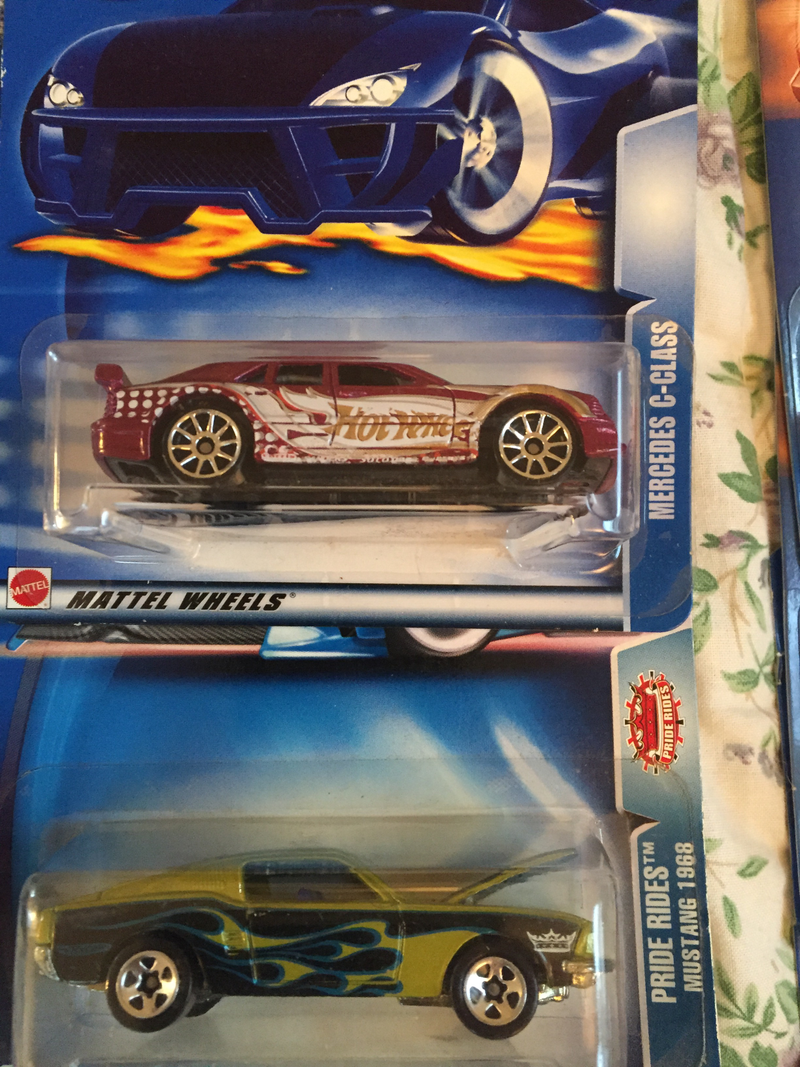 HOT WHEELS
MERCEDES C-CLASS
MATTEL
MATTEL WHEELS®
PRIDE RIDES
PRIDE RIDES™
MUSTANG 1968